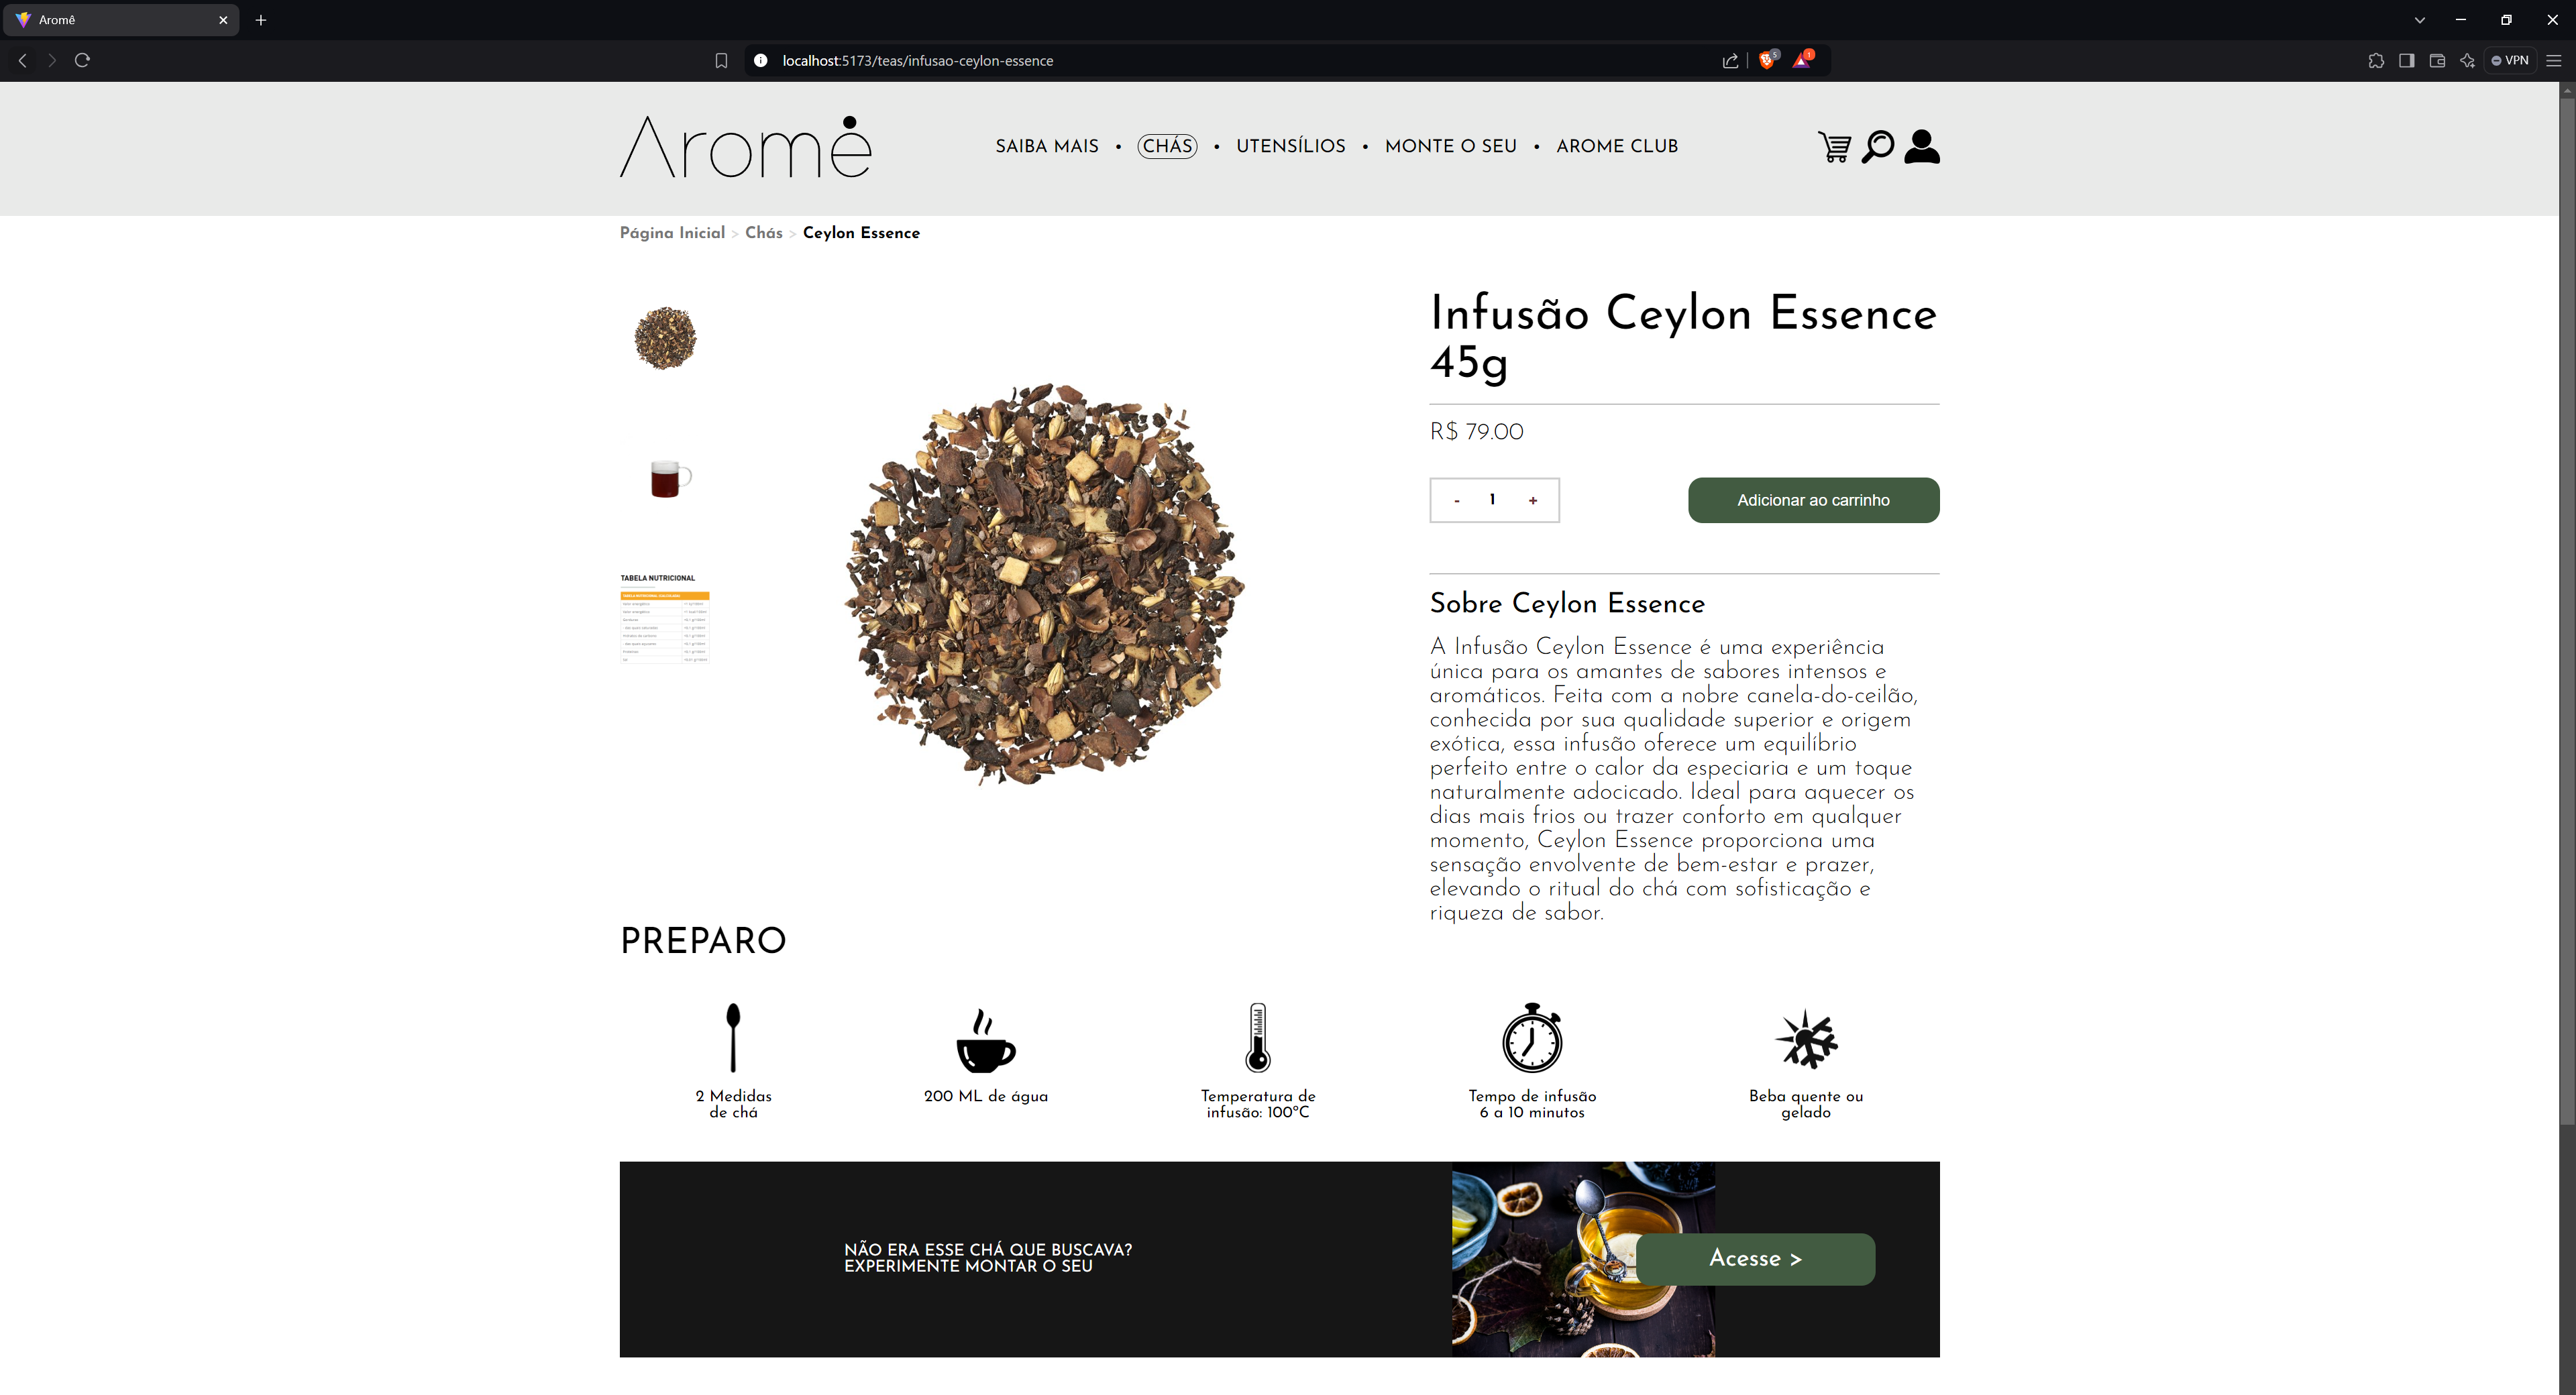 Aromê
localhost:5173/teas/infusao-ceylon-essence
5
1
VPN
Aromê
SAIBA MAIS • CHÁS • UTENSÍLIOS • MONTE O SEU • AROME CLUB
Página Inicial > Chás > Ceylon Essence
Infusão Ceylon Essence
45g
R$ 79.00
- 1 +
Adicionar ao carrinho
TABELA NUTRICIONAL
Sobre Ceylon Essence
A Infusão Ceylon Essence é uma experiência
única para os amantes de sabores intensos e
aromáticos. Feita com a nobre canela-do-ceilão,
conhecida por sua qualidade superior e origem
exótica, essa infusão oferece um equilíbrio
perfeito entre o calor da especiaria e um toque
naturalmente adocicado. Ideal para aquecer os
dias mais frios ou trazer conforto em qualquer
momento, Ceylon Essence proporciona uma
sensação envolvente de bem-estar e prazer,
elevando o ritual do chá com sofisticação e
riqueza de sabor.
PREPARO
2 Medidas
de chá
200 ML de água
Temperatura de
infusão: 100°C
Tempo de infusão
6 a 10 minutos
Beba quente ou
gelado
NÃO ERA ESSE CHÁ QUE BUSCAVA?
EXPERIMENTE MONTAR O SEU
Acesse >